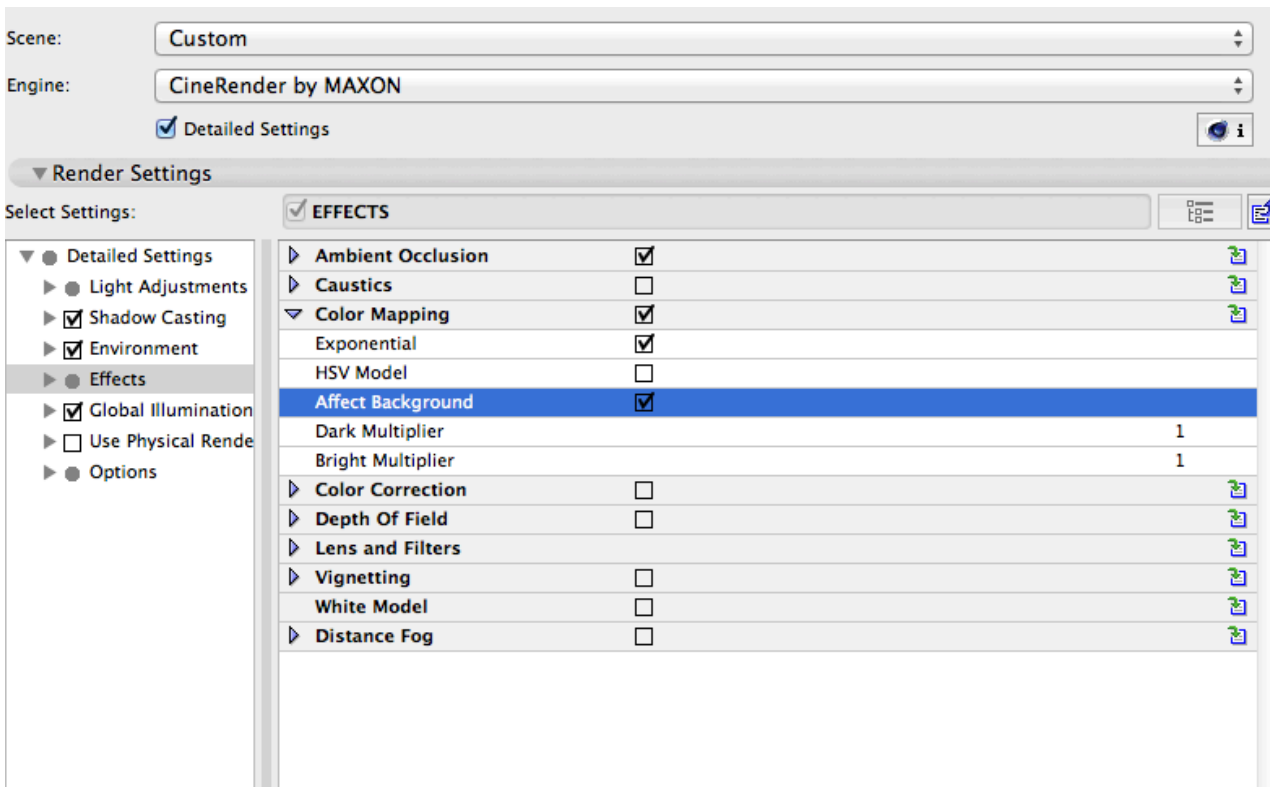 Scene: Custom
Engine: CineRender by MAXON
Detailed Settings
i
Render Settings
Select Settings: EFFECTS
Detailed Settings
Light Adjustments
Shadow Casting
Environment
Effects
Global Illumination
Use Physical Rende
Options
Ambient Occlusion
Caustics
Color Mapping
Exponential
HSV Model
Affect Background
Dark Multiplier 1
Bright Multiplier 1
Color Correction
Depth Of Field
Lens and Filters
Vignetting
White Model
Distance Fog